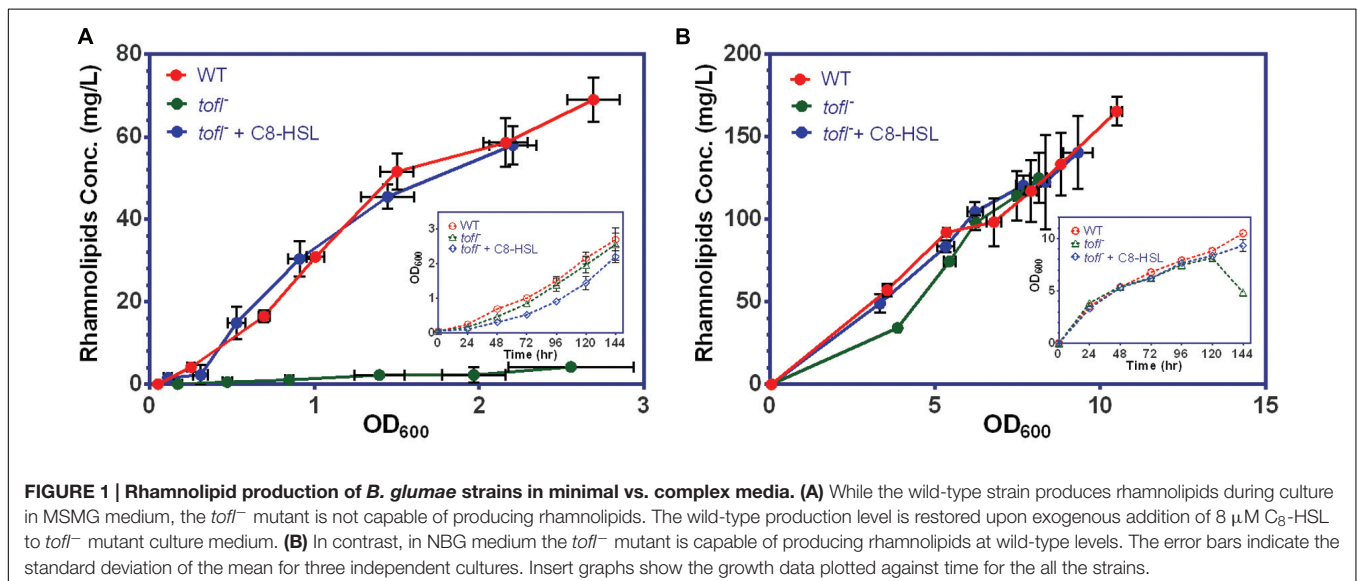 A
Rhamnolipids Conc. (mg/L)
80
60
40
20
0
WT
tofI⁻
tofI⁻ + C8-HSL
0
1
2
3
OD₆₀₀
OD₆₀₀
3
2
1
0
WT
tofI⁻
tofI⁻ + C8-HSL
0 24 48 72 96 120 144
Time (hr)
B
Rhamnolipids Conc. (mg/L)
200
150
100
50
0
WT
tofI⁻
tofI⁻ + C8-HSL
0
5
10
15
OD₆₀₀
OD₆₀₀
10
5
0
WT
tofI⁻
tofI⁻ + C8-HSL
0 24 48 72 96 120 144
Time (hr)
FIGURE 1 | Rhamnolipid production of B. glumae strains in minimal vs. complex media. (A) While the wild-type strain produces rhamnolipids during culture
in MSMG medium, the tofI⁻ mutant is not capable of producing rhamnolipids. The wild-type production level is restored upon exogenous addition of 8 μM C₈-HSL
to tofI⁻ mutant culture medium. (B) In contrast, in NBG medium the tofI⁻ mutant is capable of producing rhamnolipids at wild-type levels. The error bars indicate the
standard deviation of the mean for three independent cultures. Insert graphs show the growth data plotted against time for the all the strains.